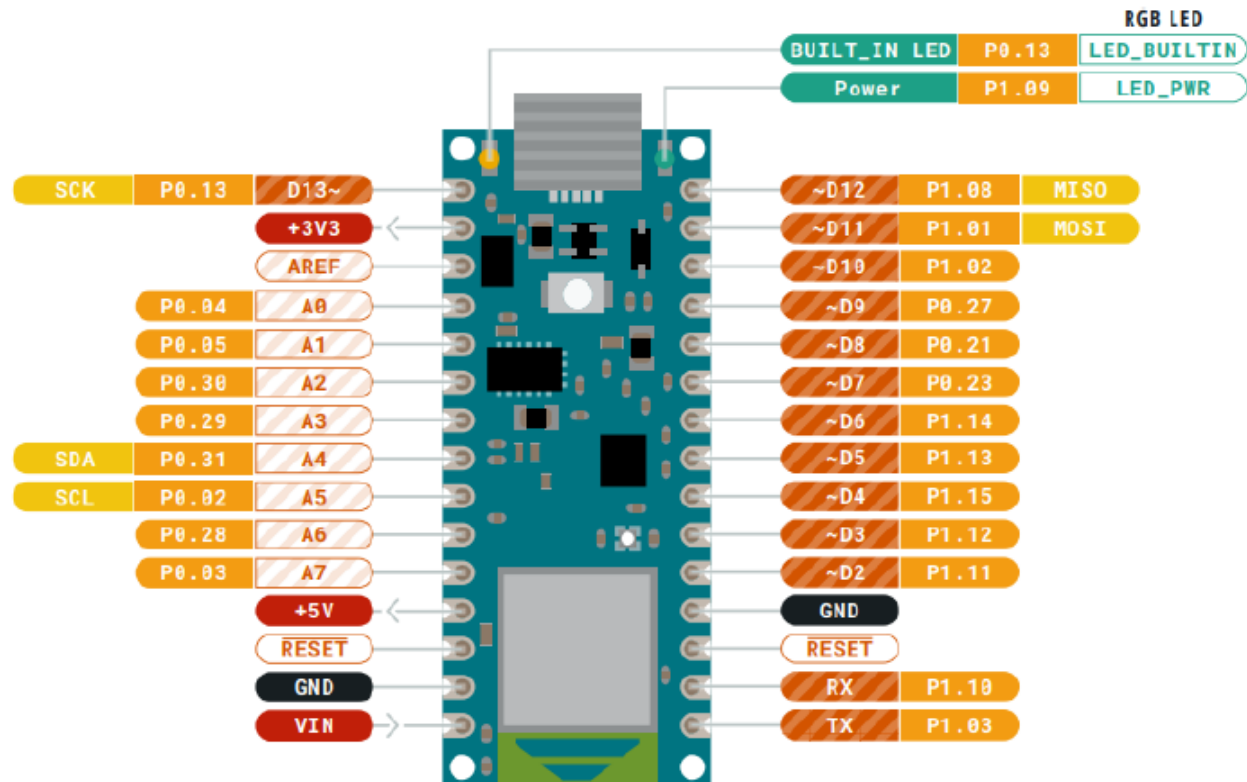 RGB LED
BUILT_IN LED P0.13 LED_BUILTIN
Power P1.09 LED_PWR
SCK P0.13 D13~
+3V3
AREF
P0.04 A0
P0.05 A1
P0.30 A2
P0.29 A3
SDA P0.31 A4
SCL P0.02 A5
P0.28 A6
P0.03 A7
+5V
RESET
GND
VIN
~D12 P1.08 MISO
~D11 P1.01 MOSI
~D10 P1.02
~D9 P0.27
~D8 P0.21
~D7 P0.23
~D6 P1.14
~D5 P1.13
~D4 P1.15
~D3 P1.12
~D2 P1.11
GND
RESET
RX P1.10
TX P1.03